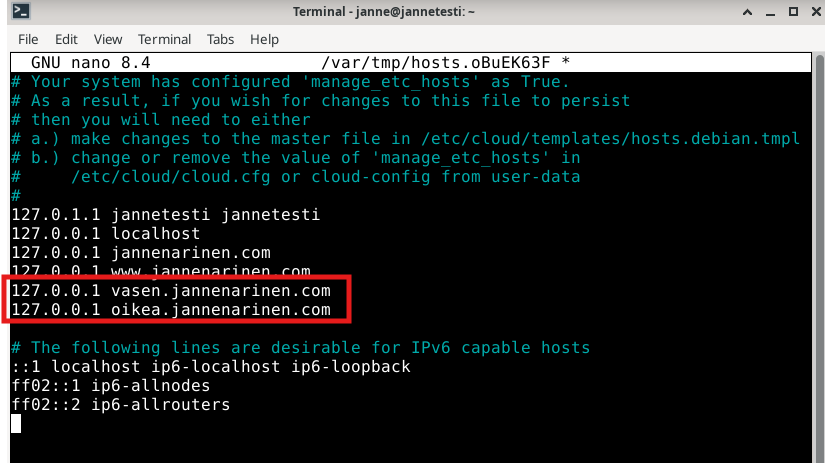 Terminal - janne@jannetesti: ~
File Edit View Terminal Tabs Help
GNU nano 8.4 /var/tmp/hosts.oBuEK63F *
# Your system has configured 'manage_etc_hosts' as True.
# As a result, if you wish for changes to this file to persist
# then you will need to either
# a.) make changes to the master file in /etc/cloud/templates/hosts.debian.tmpl
# b.) change or remove the value of 'manage_etc_hosts' in
#     /etc/cloud/cloud.cfg or cloud-config from user-data
#
127.0.1.1 jannetesti jannetesti
127.0.0.1 localhost
127.0.0.1 jannenarinen.com
127.0.0.1 www.jannenarinen.com
127.0.0.1 vasen.jannenarinen.com
127.0.0.1 oikea.jannenarinen.com
# The following lines are desirable for IPv6 capable hosts
::1 localhost ip6-localhost ip6-loopback
ff02::1 ip6-allnodes
ff02::2 ip6-allrouters